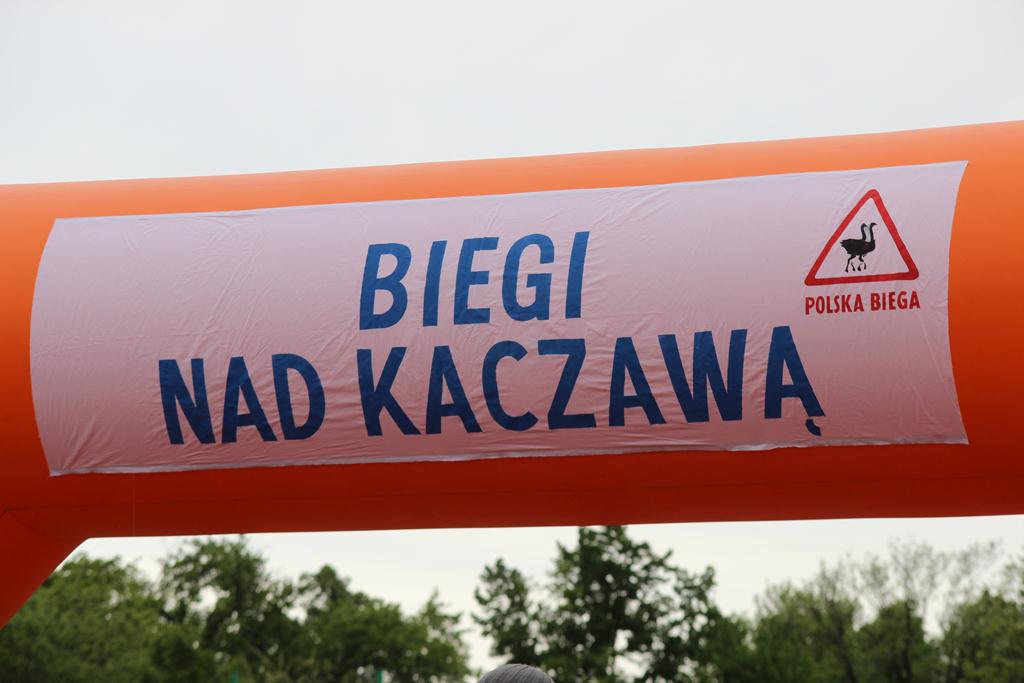 BIEGI
NAD KACZAWĄ
POLSKA BIEGA